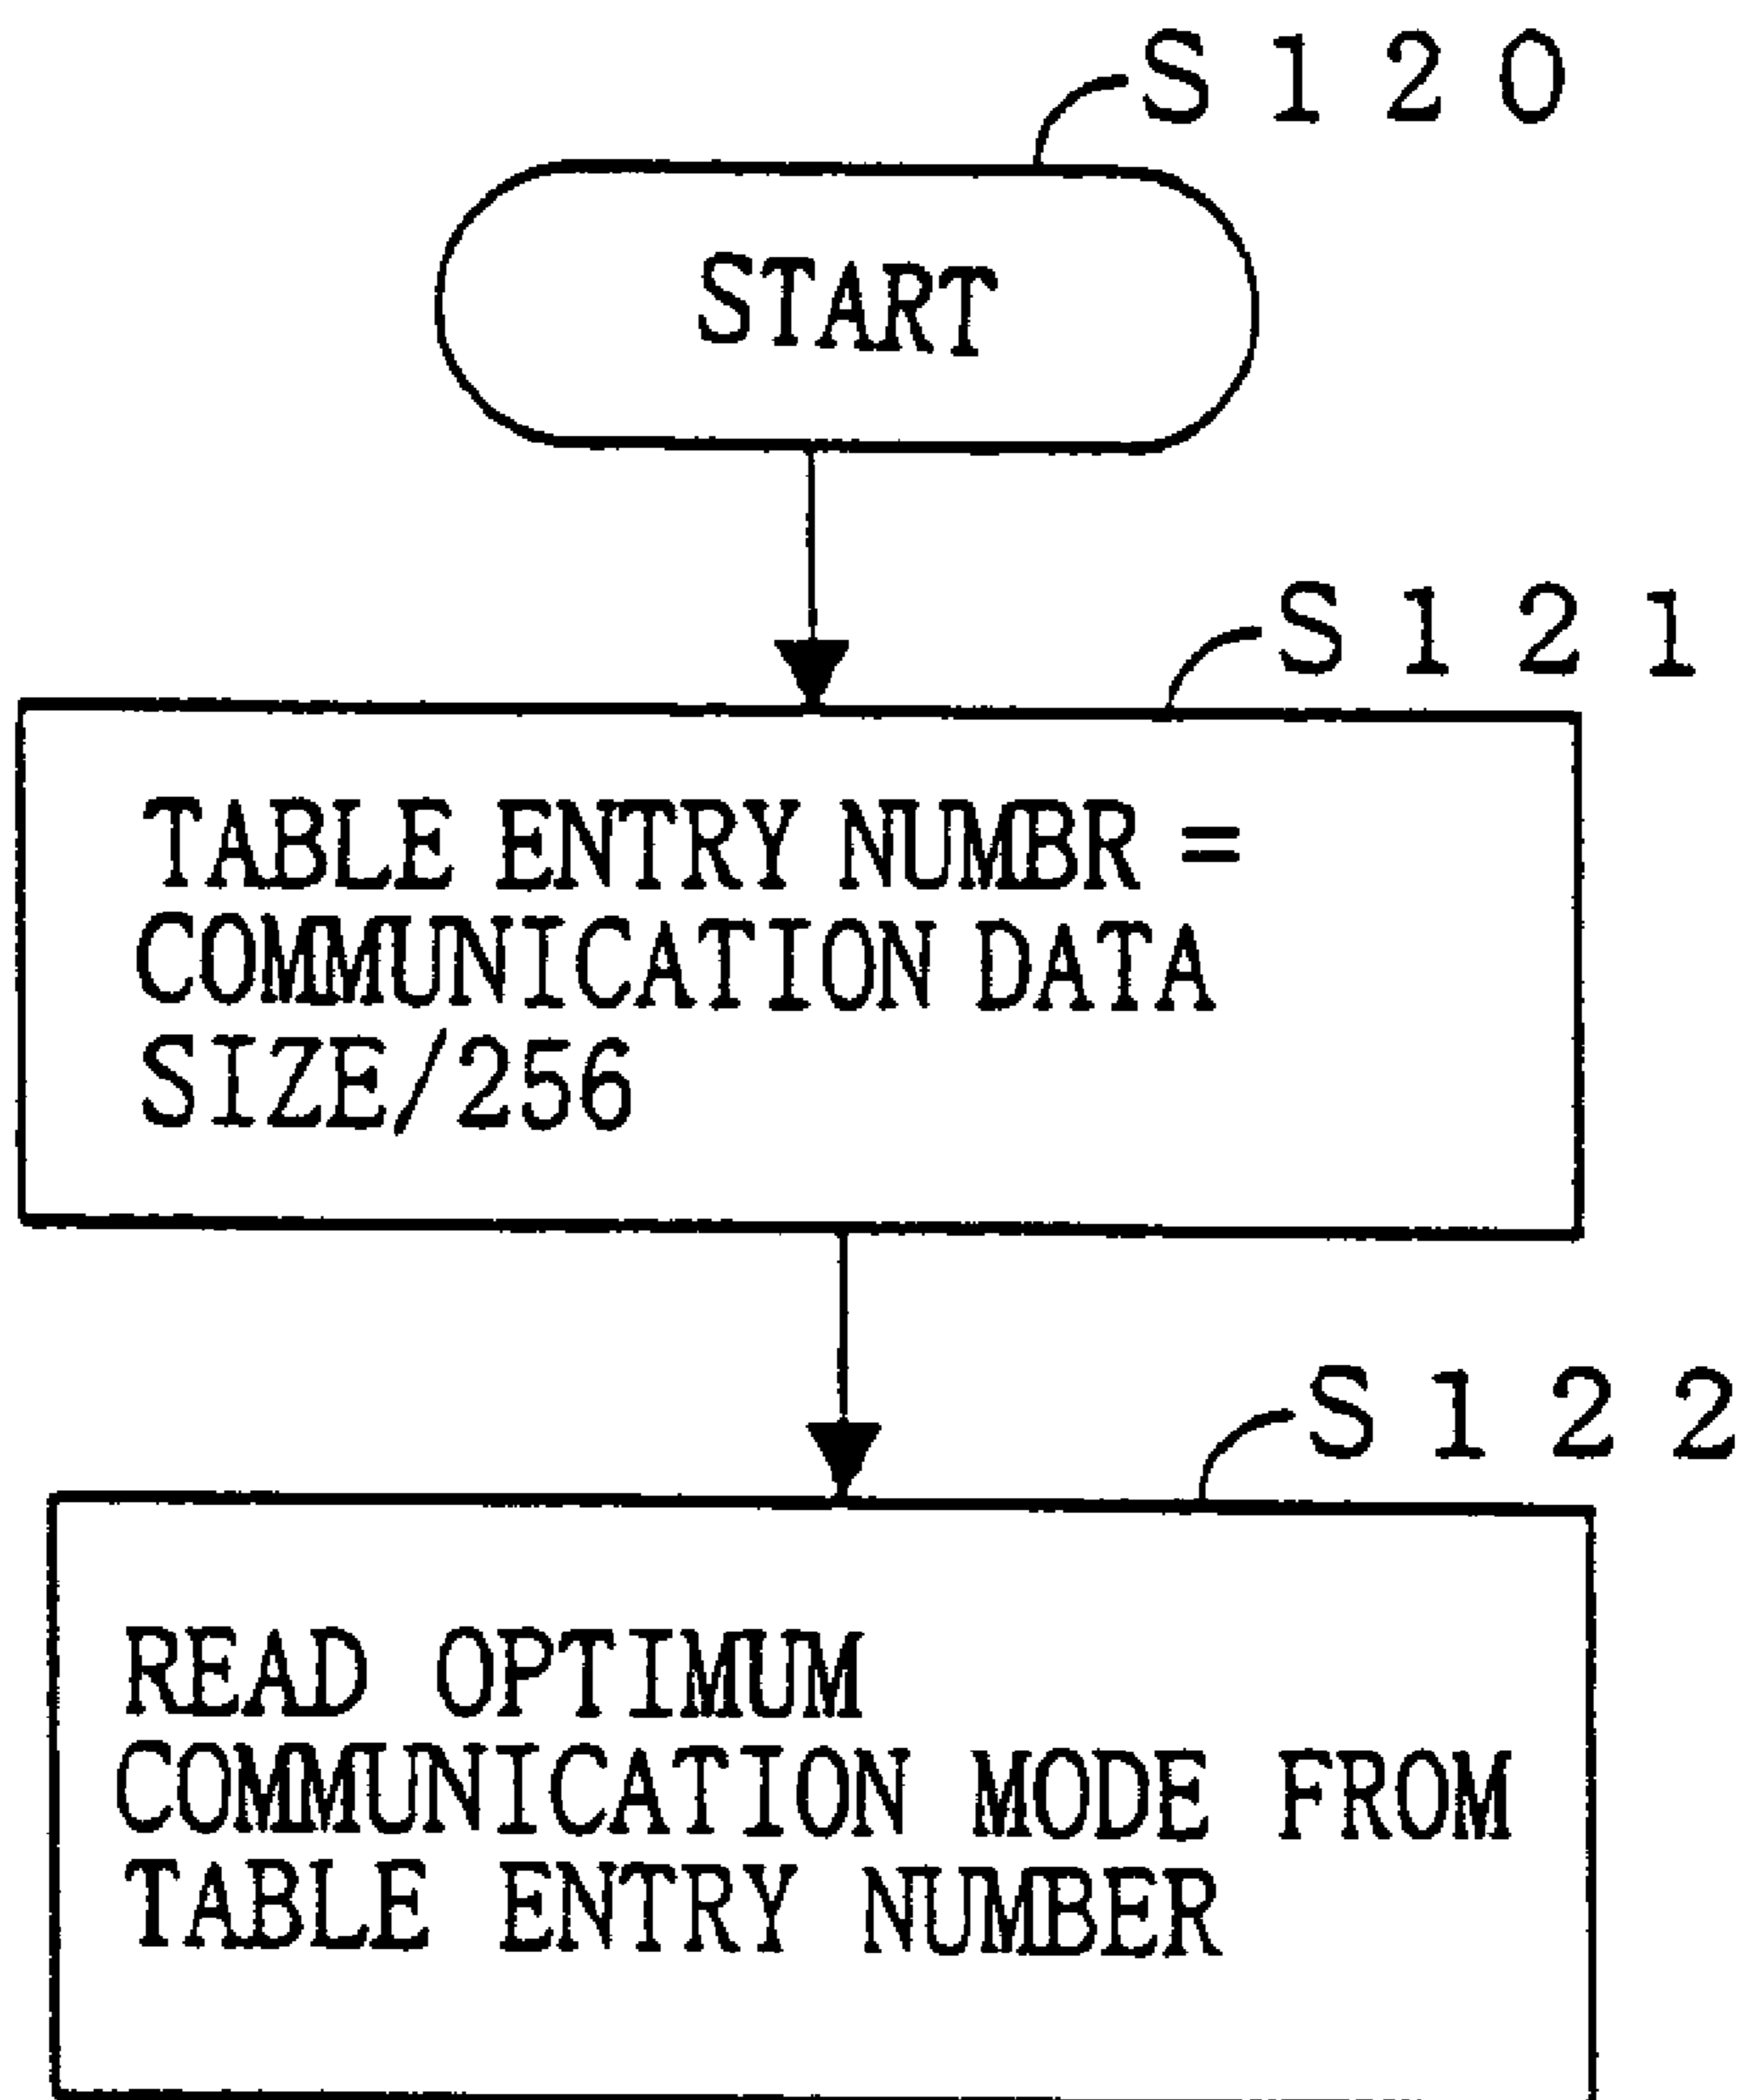 S120
START
S121
TABLE ENTRY NUMBR =
COMMUNICATION DATA
SIZE/256
S122
READ OPTIMUM
COMMUNICATION MODE FROM
TABLE ENTRY NUMBER